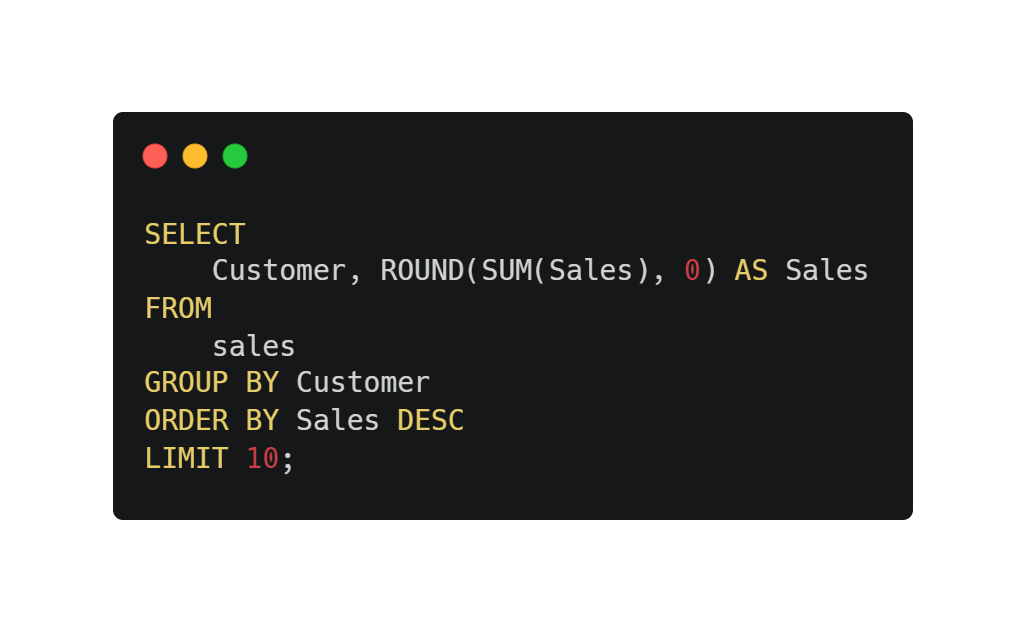 SELECT
    Customer, ROUND(SUM(Sales), 0) AS Sales
FROM
    sales
GROUP BY Customer
ORDER BY Sales DESC
LIMIT 10;